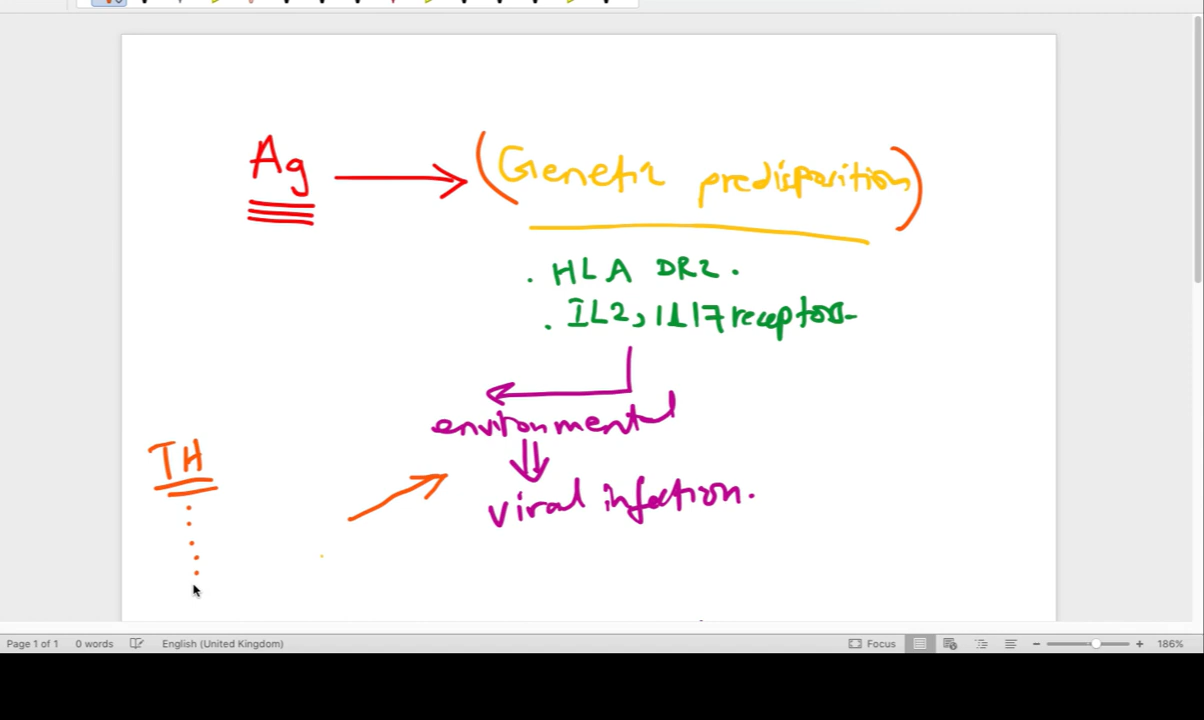 Ag
(Genetic predisposition)
. HLA DR2.
. IL2, IL17 receptors
environmental
TH
viral infection.
Page 1 of 1 0 words English (United Kingdom) Focus 186%